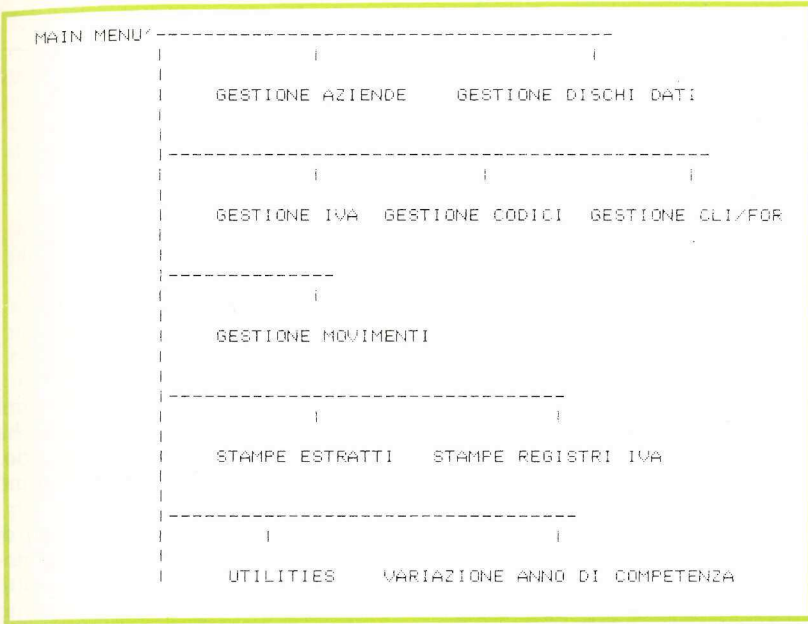 MAIN MENU'
GESTIONE AZIENDE GESTIONE DISCHI DATI
GESTIONE IVA GESTIONE CODICI GESTIONE CLI/FOR
GESTIONE MOVIMENTI
STAMPE ESTRATTI STAMPE REGISTRI IVA
UTILITIES VARIAZIONE ANNO DI COMPETENZA